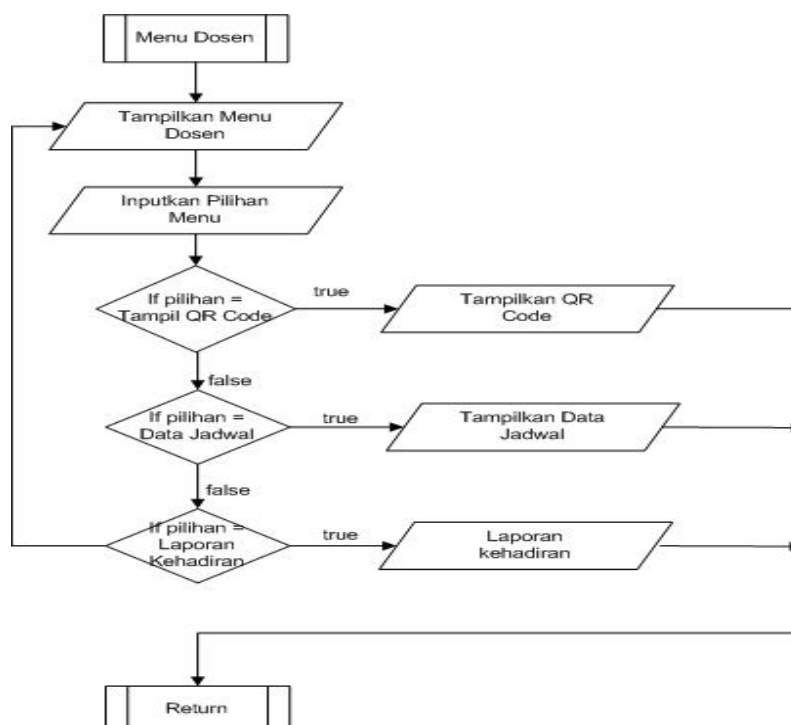 Menu Dosen
Tampilkan Menu
Dosen
Inputkan Pilihan
Menu
If pilihan =
Tampil QR Code
true
Tampilkan QR
Code
false
If pilihan =
Data Jadwal
true
Tampilkan Data
Jadwal
false
If pilihan =
Laporan
Kehadiran
true
Laporan
kehadiran
Return